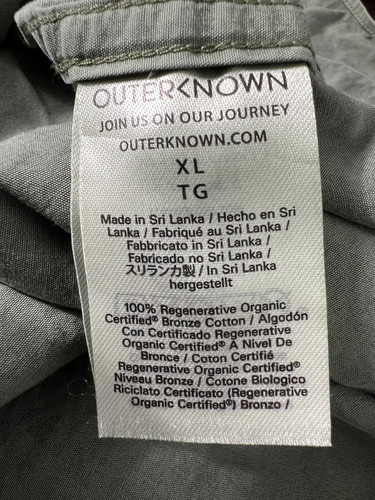 OUTERKNOWN
JOIN US ON OUR JOURNEY
OUTERKNOWN.COM
XL
TG
Made in Sri Lanka / Hecho en Sri
Lanka / Fabriqué au Sri Lanka /
Fabbricato in Sri Lanka /
Fabricado no Sri Lanka /
スリランカ製 / In Sri Lanka
hergestellt
100% Regenerative Organic
Certified® Bronze Cotton / Algodón
Con Certificado Regenerative
Organic Certified® A Nivel De
Bronce / Coton Certifié
Regenerative Organic Certified®
Niveau Bronze / Cotone Biologico
Riciclato Certificato (Regenerative
Organic Certified®) Bronzo /